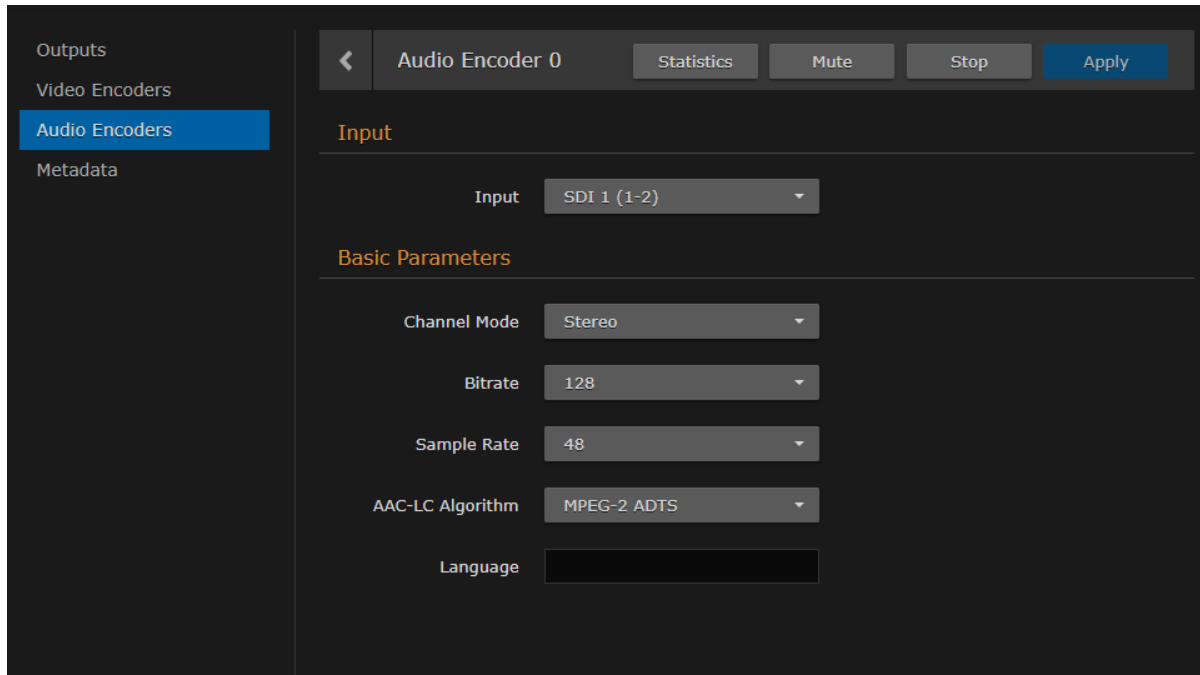 Outputs
Video Encoders
Audio Encoders
Metadata
Audio Encoder 0 Statistics Mute Stop Apply
Input
Input SDI 1 (1-2)
Basic Parameters
Channel Mode Stereo
Bitrate 128
Sample Rate 48
AAC-LC Algorithm MPEG-2 ADTS
Language